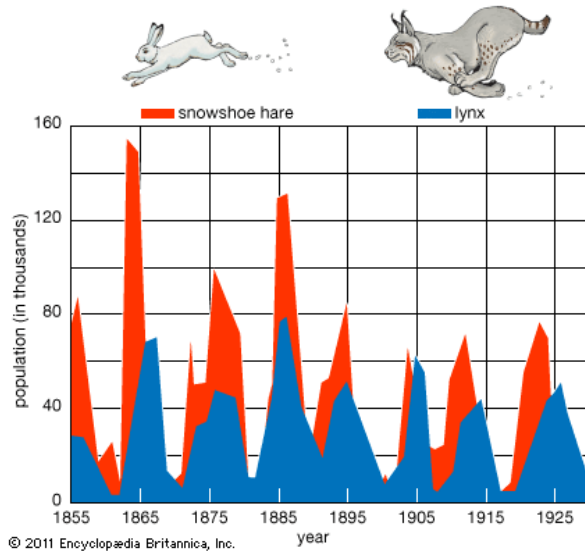 snowshoe hare lynx
160
120
80
40
0
population (in thousands)
1855 1865 1875 1885 1895 1905 1915 1925
year
© 2011 Encyclopædia Britannica, Inc.